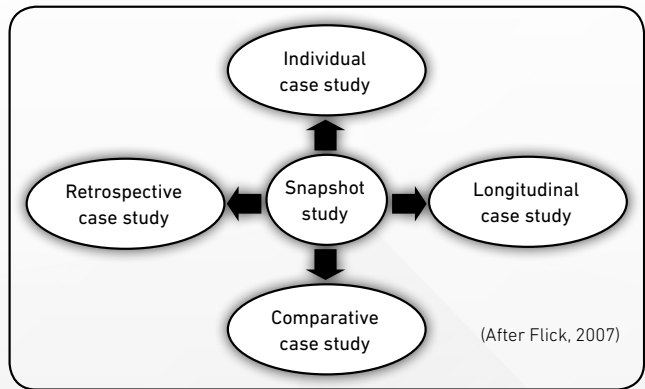 Individual
case study
Retrospective
case study
Snapshot
study
Longitudinal
case study
Comparative
case study
(After Flick, 2007)